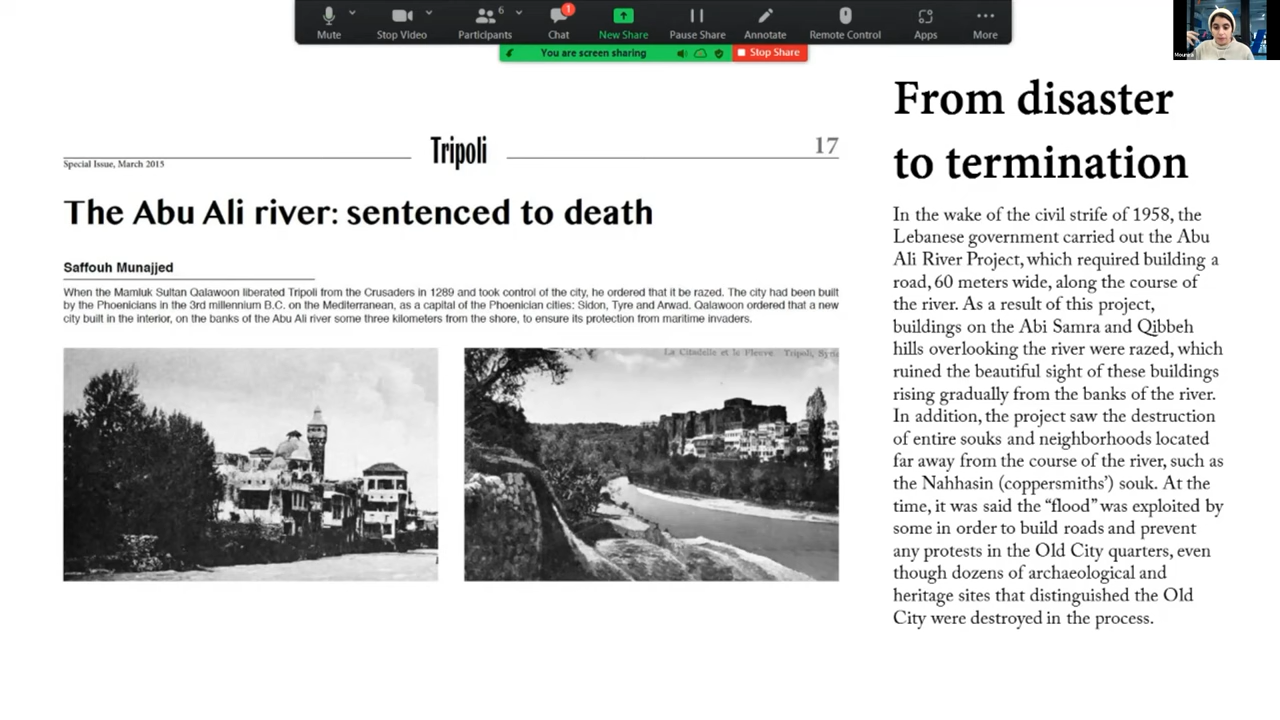 6
1
Mute
Stop Video
Participants
Chat
New Share
Pause Share
Annotate
Remote Control
Apps
More
You are screen sharing
Stop Share
Special Issue, March 2015
Tripoli
17
The Abu Ali river: sentenced to death
Saffouh Munajjed
When the Mamluk Sultan Qalawoon liberated Tripoli from the Crusaders in 1289 and took control of the city, he ordered that it be razed. The city had been built
by the Phoenicians in the 3rd millennium B.C. on the Mediterranean, as a capital of the Phoenician cities: Sidon, Tyre and Arwad. Qalawoon ordered that a new
city built in the interior, on the banks of the Abu Ali river some three kilometers from the shore, to ensure its protection from maritime invaders.
La Citadelle et le Fleuve Tripoli, Syrie
From disaster
to termination
In the wake of the civil strife of 1958, the
Lebanese government carried out the Abu
Ali River Project, which required building a
road, 60 meters wide, along the course of
the river. As a result of this project,
buildings on the Abi Samra and Qibbeh
hills overlooking the river were razed, which
ruined the beautiful sight of these buildings
rising gradually from the banks of the river.
In addition, the project saw the destruction
of entire souks and neighborhoods located
far away from the course of the river, such as
the Nahhasin (coppersmiths’) souk. At the
time, it was said the “flood” was exploited by
some in order to build roads and prevent
any protests in the Old City quarters, even
though dozens of archaeological and
heritage sites that distinguished the Old
City were destroyed in the process.